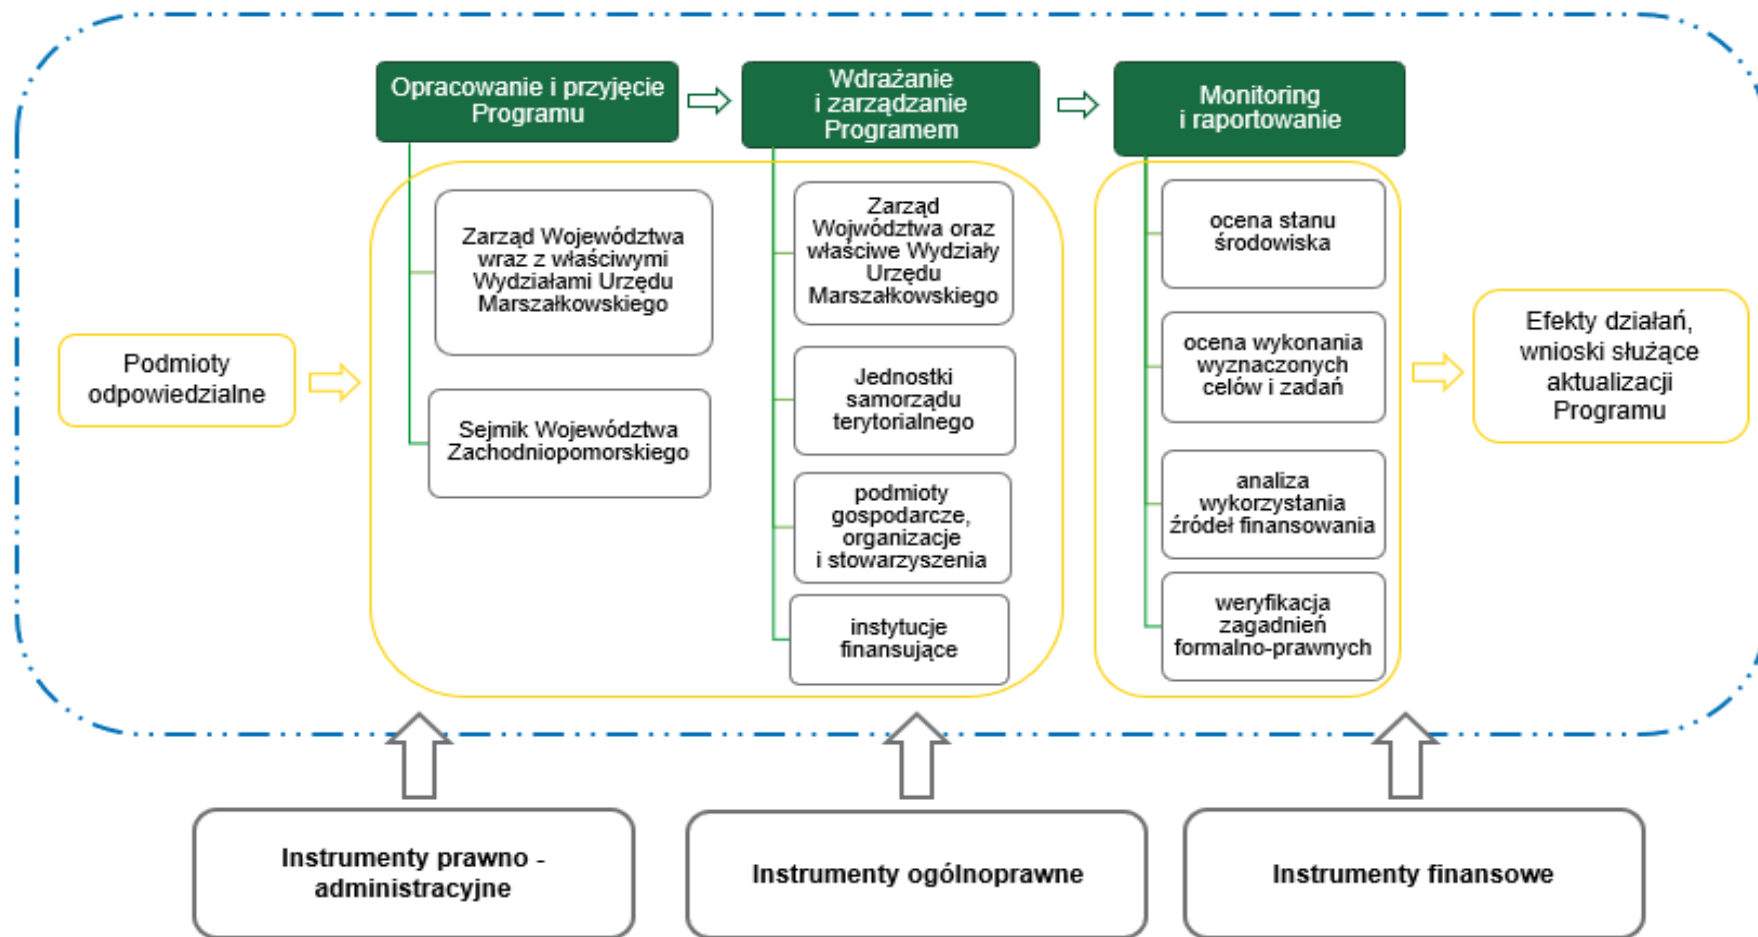 Opracowanie i przyjęcie
Programu
Wdrażanie
i zarządzanie
Programem
Monitoring
i raportowanie
Podmioty
odpowiedzialne
Zarząd Województwa
wraz z właściwymi
Wydziałami Urzędu
Marszałkowskiego
Sejmik Województwa
Zachodniopomorskiego
Zarząd
Wojwództwa oraz
właściwe Wydziały
Urzędu
Marszałkowskiego
Jednostki
samorządu
terytorialnego
podmioty
gospodarcze,
organizacje
i stowarzyszenia
instytucje
finansujące
ocena stanu
środowiska
ocena wykonania
wyznaczonych
celów i zadań
analiza
wykorzystania
źródeł finansowania
weryfikacja
zagadnień
formalno-prawnych
Efekty działań,
wnioski służące
aktualizacji
Programu
Instrumenty prawno -
administracyjne
Instrumenty ogólnoprawne
Instrumenty finansowe